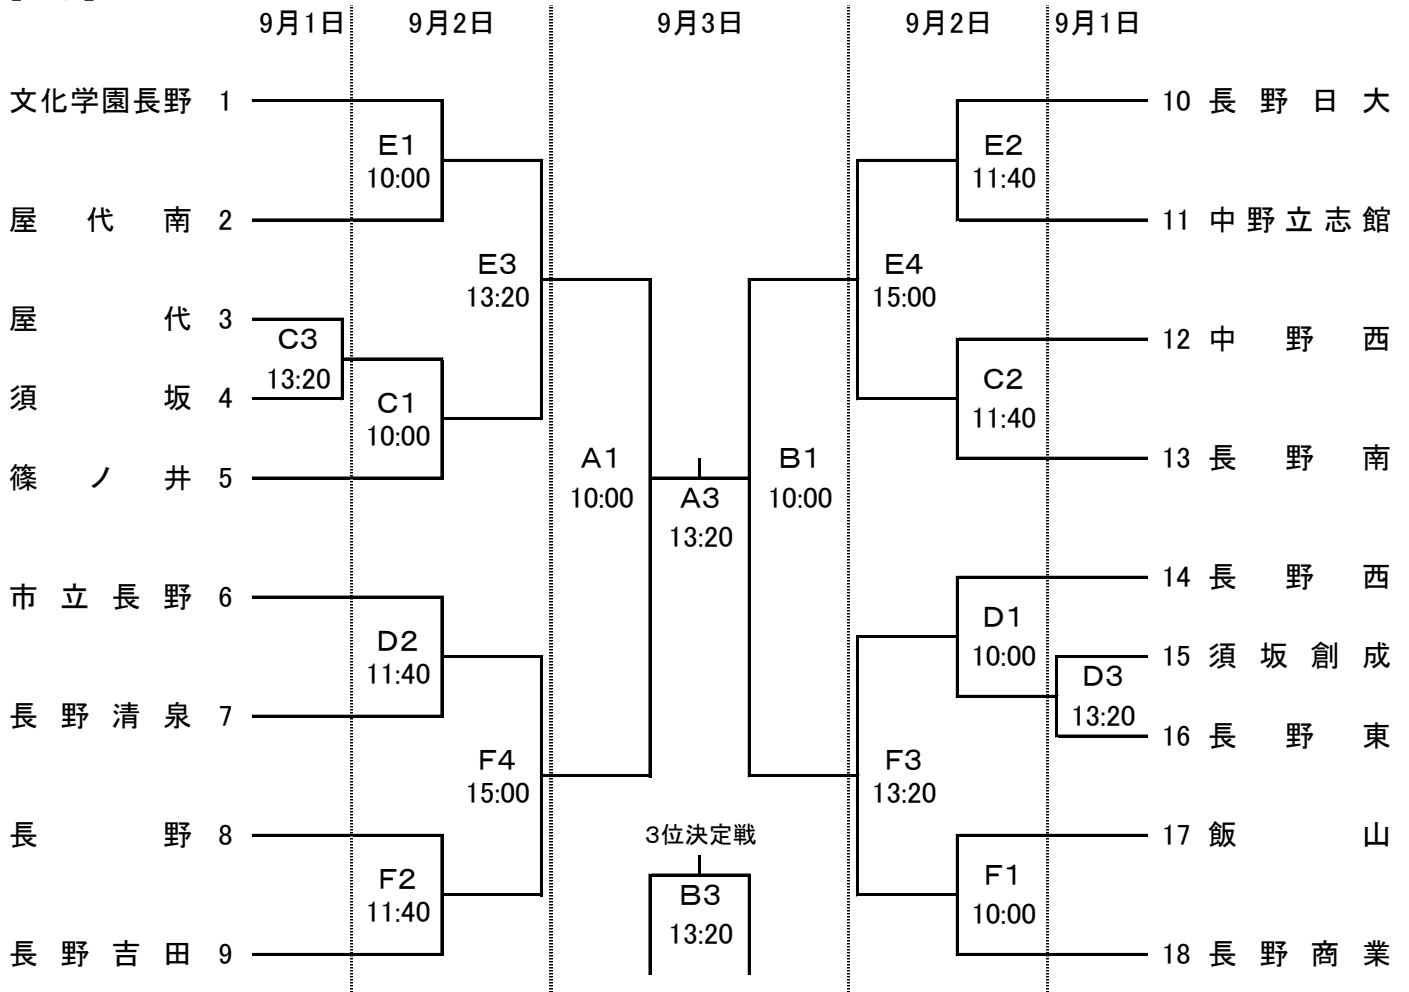 9月1日 9月2日 9月3日 9月2日 9月1日
文化学園長野 1
10 長野日大
E1
10:00
E2
11:40
屋代南 2
11 中野立志館
E3
13:20
E4
15:00
屋代 3
C3
13:20
12 中野西
須坂 4
C1
10:00
C2
11:40
篠ノ井 5
13 長野南
A1
10:00
A3
13:20
B1
10:00
市立長野 6
14 長野西
D2
11:40
D1
10:00
15 須坂創成
D3
13:20
長野清泉 7
16 長野東
F4
15:00
F3
13:20
長野 8
3位決定戦
17 飯山
F2
11:40
B3
13:20
F1
10:00
長野吉田 9
18 長野商業